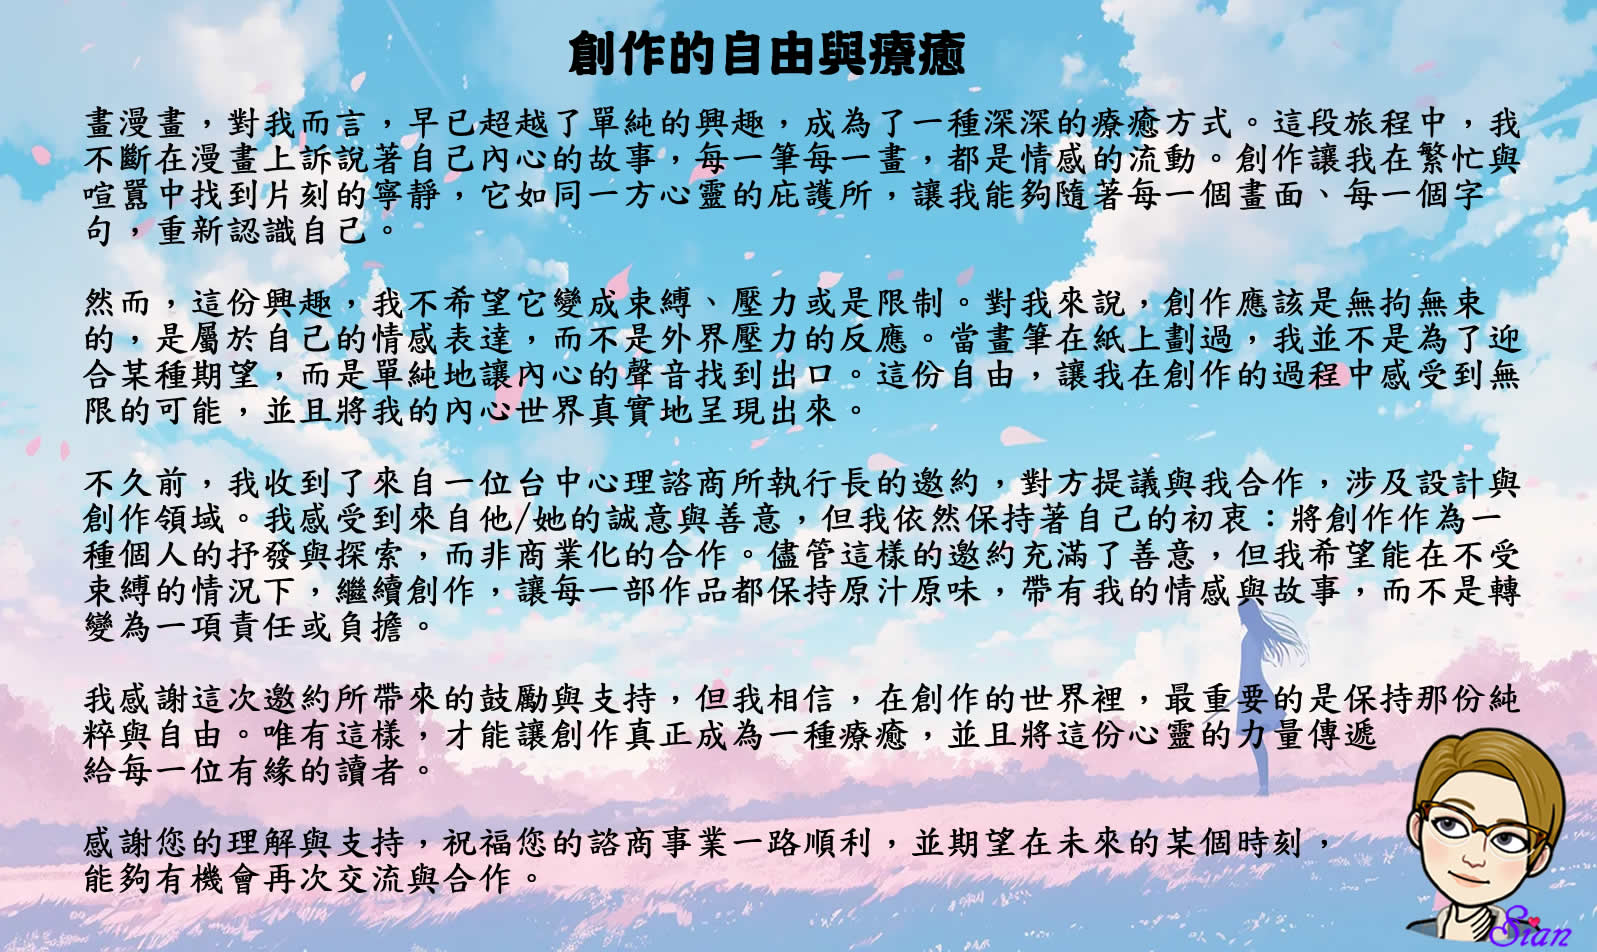 創作的自由與療癒
畫漫畫，對我而言，早已超越了單純的興趣，成為了一種深深的療癒方式。這段旅程中，我
不斷在漫畫上訴說著自己內心的故事，每一筆每一畫，都是情感的流動。創作讓我在繁忙與
喧囂中找到片刻的寧靜，它如同一方心靈的庇護所，讓我能夠隨著每一個畫面、每一個字
句，重新認識自己。
然而，這份興趣，我不希望它變成束縛、壓力或是限制。對我來說，創作應該是無拘無束
的，是屬於自己的情感表達，而不是外界壓力的反應。當畫筆在紙上劃過，我並不是為了迎
合某種期望，而是單純地讓內心的聲音找到出口。這份自由，讓我在創作的過程中感受到無
限的可能，並且將我的內心世界真實地呈現出來。
不久前，我收到了來自一位台中心理諮商所執行長的邀約，對方提議與我合作，涉及設計與
創作領域。我感受到來自他/她的誠意與善意，但我依然保持著自己的初衷：將創作作為一
種個人的抒發與探索，而非商業化的合作。儘管這樣的邀約充滿了善意，但我希望能在不受
束縛的情況下，繼續創作，讓每一部作品都保持原汁原味，帶有我的情感與故事，而不是轉
變為一項責任或負擔。
我感謝這次邀約所帶來的鼓勵與支持，但我相信，在創作的世界裡，最重要的是保持那份純
粹與自由。唯有這樣，才能讓創作真正成為一種療癒，並且將這份心靈的力量傳遞
給每一位有緣的讀者。
感謝您的理解與支持，祝福您的諮商事業一路順利，並期望在未來的某個時刻，
能夠有機會再次交流與合作。
Sian